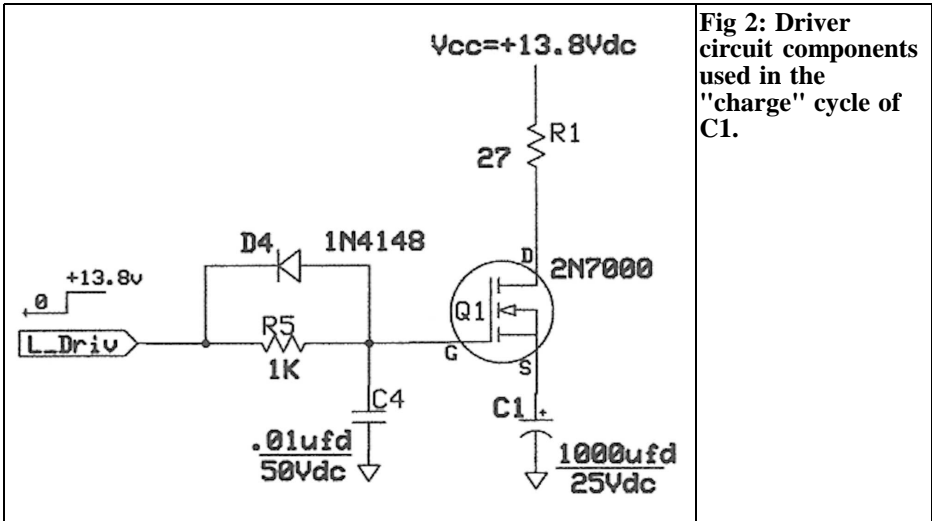 Vcc=+13.8Vdc
R1
27
D4 1N4148
D
2N7000
+13.8v
0
Q1
L_Driv
R5
1K
G
S
C4
.01ufd
50Vdc
C1 +
1000ufd
25Vdc
Fig 2: Driver
circuit components
used in the
"charge" cycle of
C1.